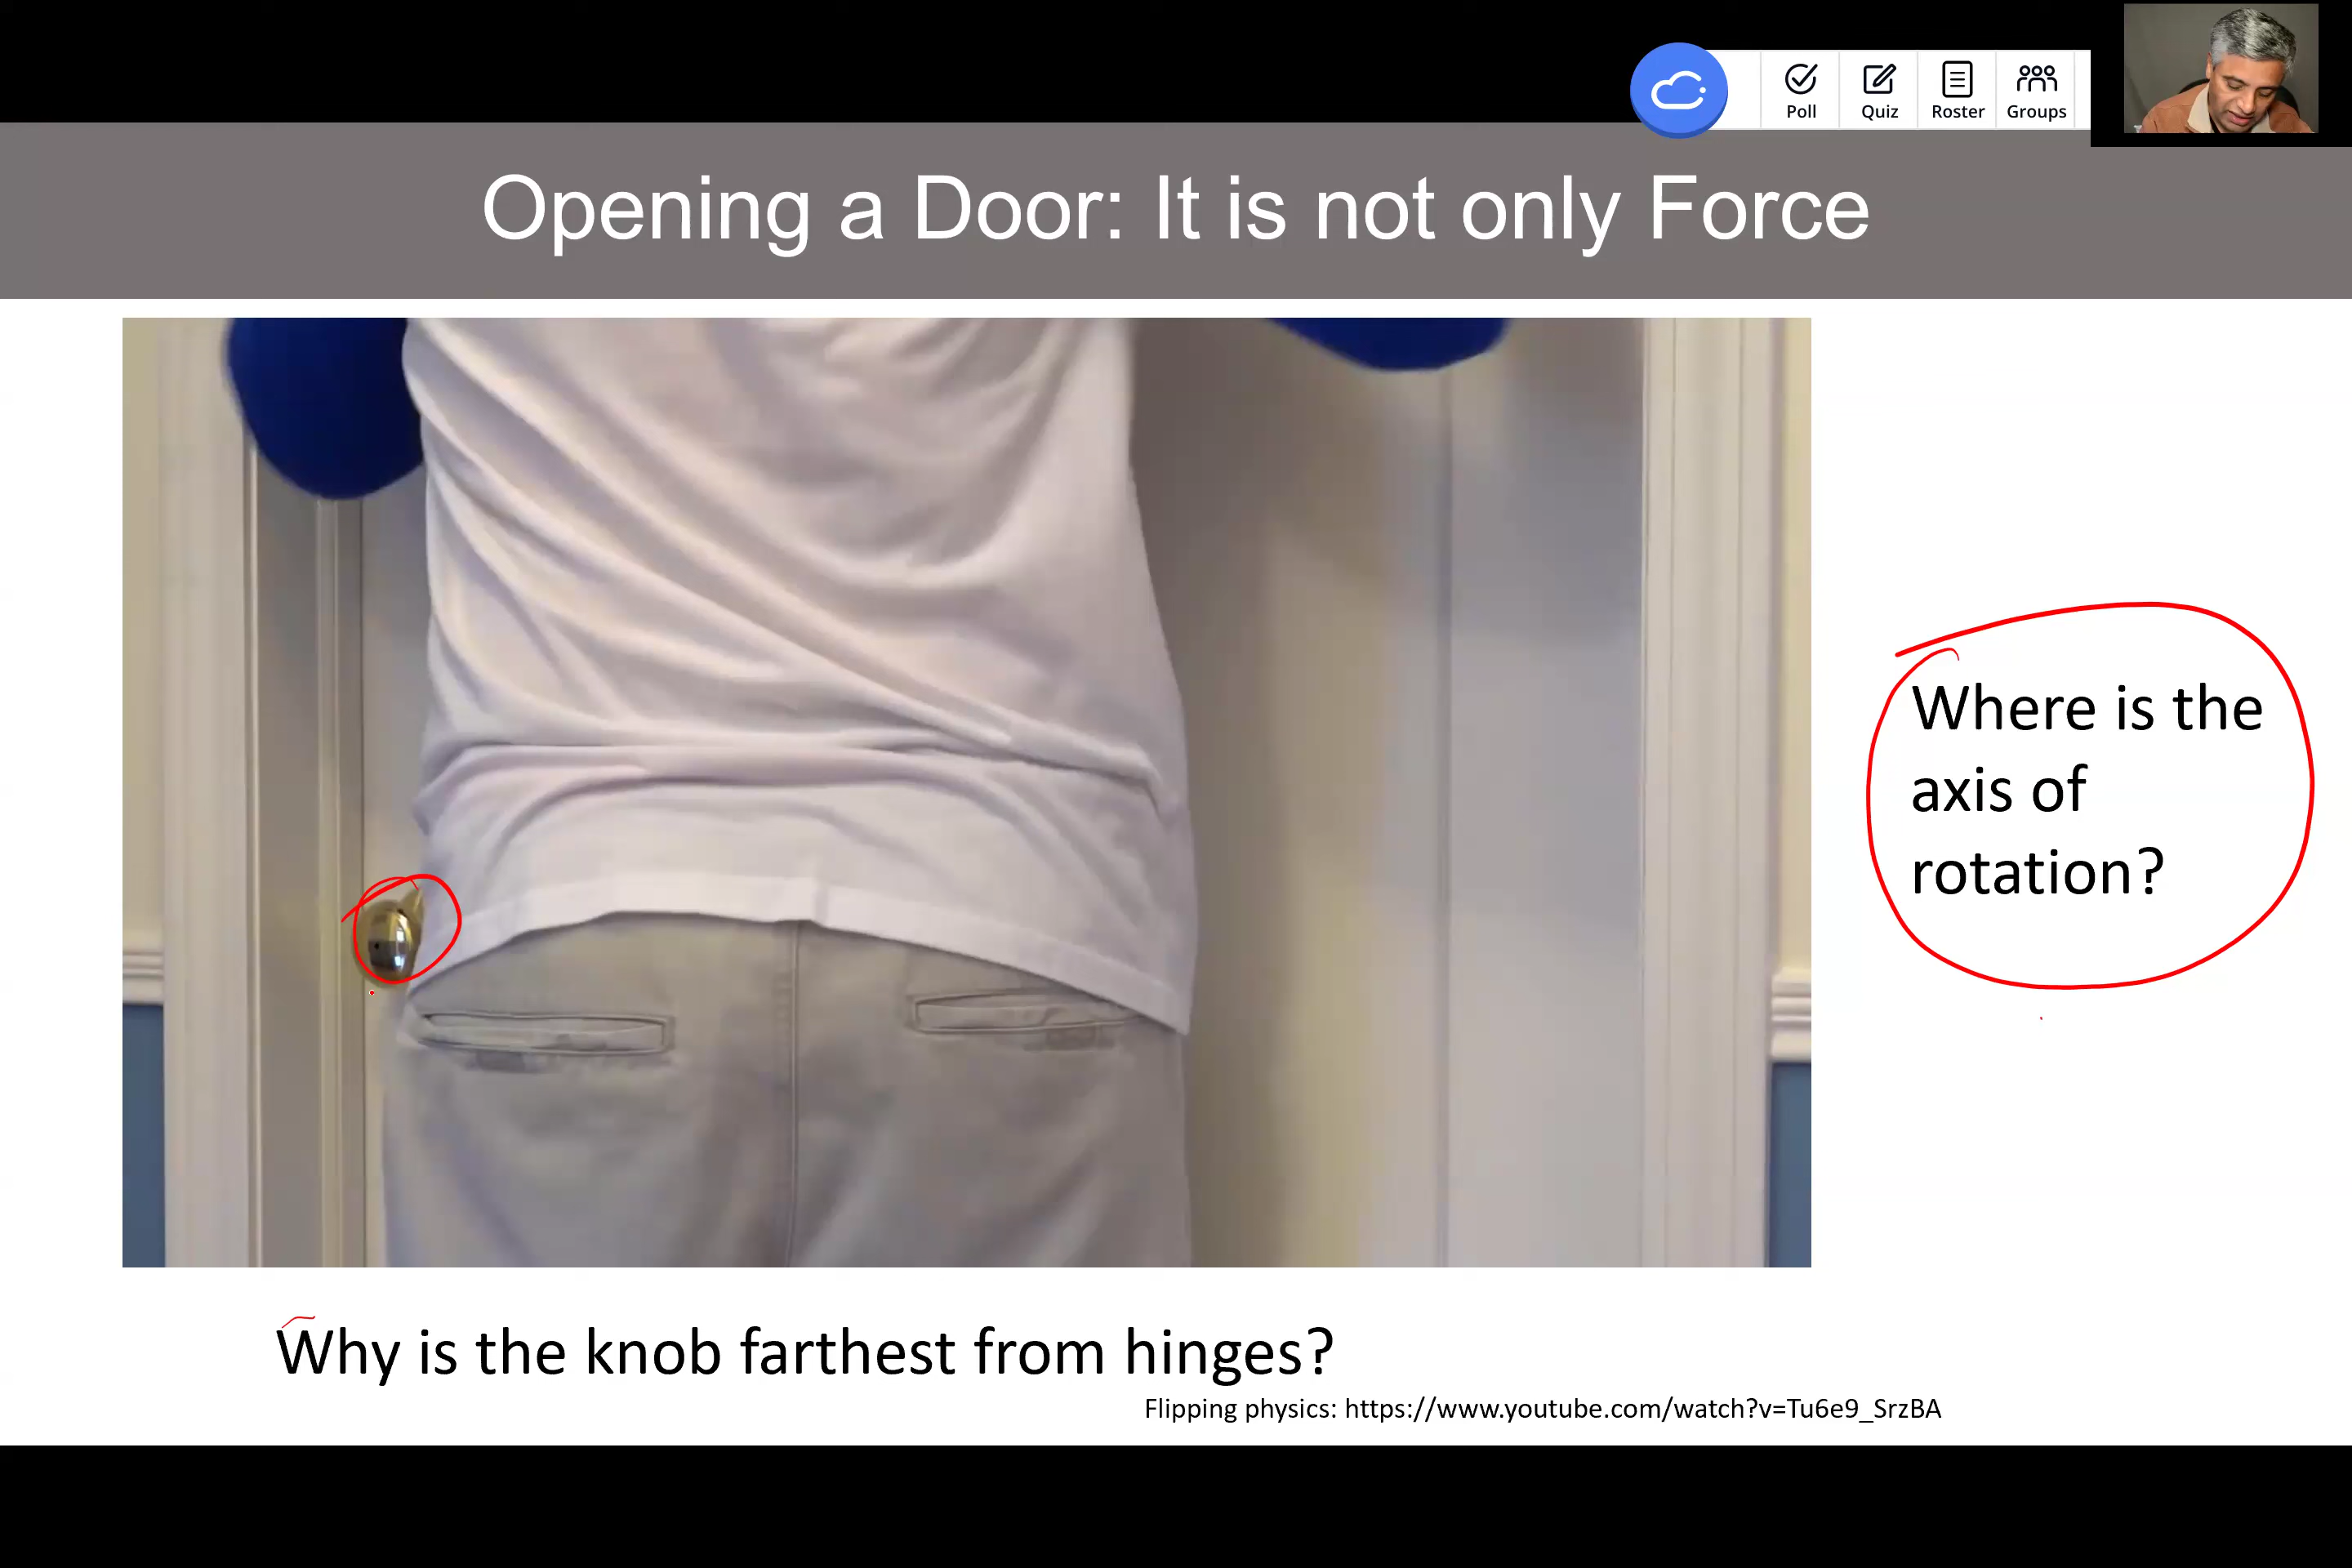 Poll
Quiz
Roster
Groups
Opening a Door: It is not only Force
Where is the
axis of
rotation?
Why is the knob farthest from hinges?
Flipping physics: https://www.youtube.com/watch?v=Tu6e9_SrzBA